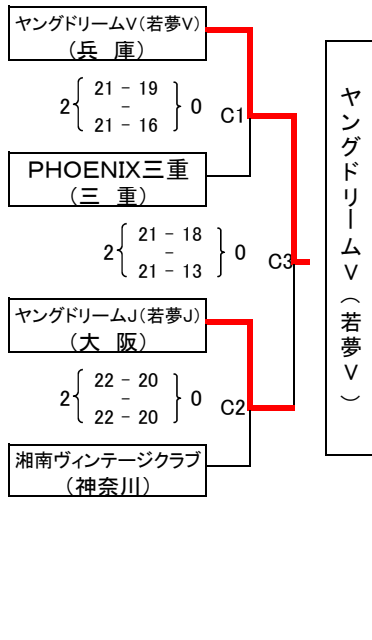 ヤングドリームV（若夢V）
（兵　庫）
21 － 19
2 － 0
21 － 16
C1
PHOENIX三重
（三　重）
21 － 18
2 － 0
21 － 13
C3
ヤングドリームJ（若夢J）
（大　阪）
22 － 20
2 － 0
22 － 20
C2
湘南ヴィンテージクラブ
（神奈川）
ヤングドリームV（若夢V）